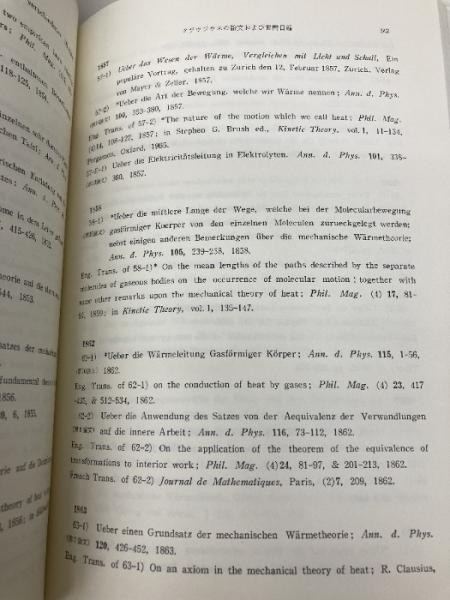 クラウジウスの論文および書簡目録 92
1857
57-1) Ueber das Wesen der Wärme, Vergleichen mit Licht und Schall, Ein
populäre Vortrag, gehalten zu Zurich den 12, Februar 1857, Zurich, Verlag
von Mayer & Zeller, 1857.
57-2) *Ueber die Art der Bewegung, welche wir Wärme nennen; Ann. d. Phys.
100, 353-380, 1857.
Eng. Trans. of 57-2) *The nature of the motion which we call heat; Phil. Mag.
(4)14, 108-127, 1857; in Stephen G. Brush ed., Kinetic Theory, vol. 1, 11-134,
Pergamon, Oxford, 1965.
Ueber die Elektricitätsleitung in Elektrolyten. Ann. d. Phys. 101, 338-
360, 1857.
1858
58-1) *Ueber die mittlere Lange der Wege, welche bei der Molecularbewegung
gasförmiger Kuerper von den einzelnen Moleculen zurueckgelegt werden;
nebst einigen anderen Bemerkungen über die mechanische Wärmetheorie;
Ann. d. Phys. 105, 239-258, 1858.
Eng. Trans. of 58-1)* On the mean lengths of the paths described by the separate
molecules of gaseous bodies on the occurrence of molecular motion; together with
some other remarks upon the mechanical theory of heat; Phil. Mag. (4) 17, 81-
1859; in Kinetic Theory, vol. 1, 135-147.
1862
62-1) *Ueber die Wärmeleitung Gasförmiger Körper; Ann. d. Phys. 115, 1-56,
1862.
Eng. Trans. of 62-1) on the conduction of heat by gases; Phil. Mag. (4) 23, 417
-435, & 512-534, 1862.
62-2) Ueber die Anwendung des Satzes von der Aequivalenz der Verwandlungen
auf die innere Arbeit; Ann. d. Phys. 116, 73-112, 1862.
Eng. Trans. of 62-2) On the application of the theorem of the equivalence of
transformations to interior work; Phil. Mag. (4)24, 81-97, & 201-213, 1862.
French Trans. of 62-2) Journal de Mathematiques, Paris, (2)7, 209, 1862.
1863
63-1) Ueber einen Grundsatz der mechanischen Wärmetheorie; Ann. d. Phys.
120, 426-452, 1863.
Eng. Trans. of 63-1) On an axiom in the mechanical theory of heat; R. Clausius,